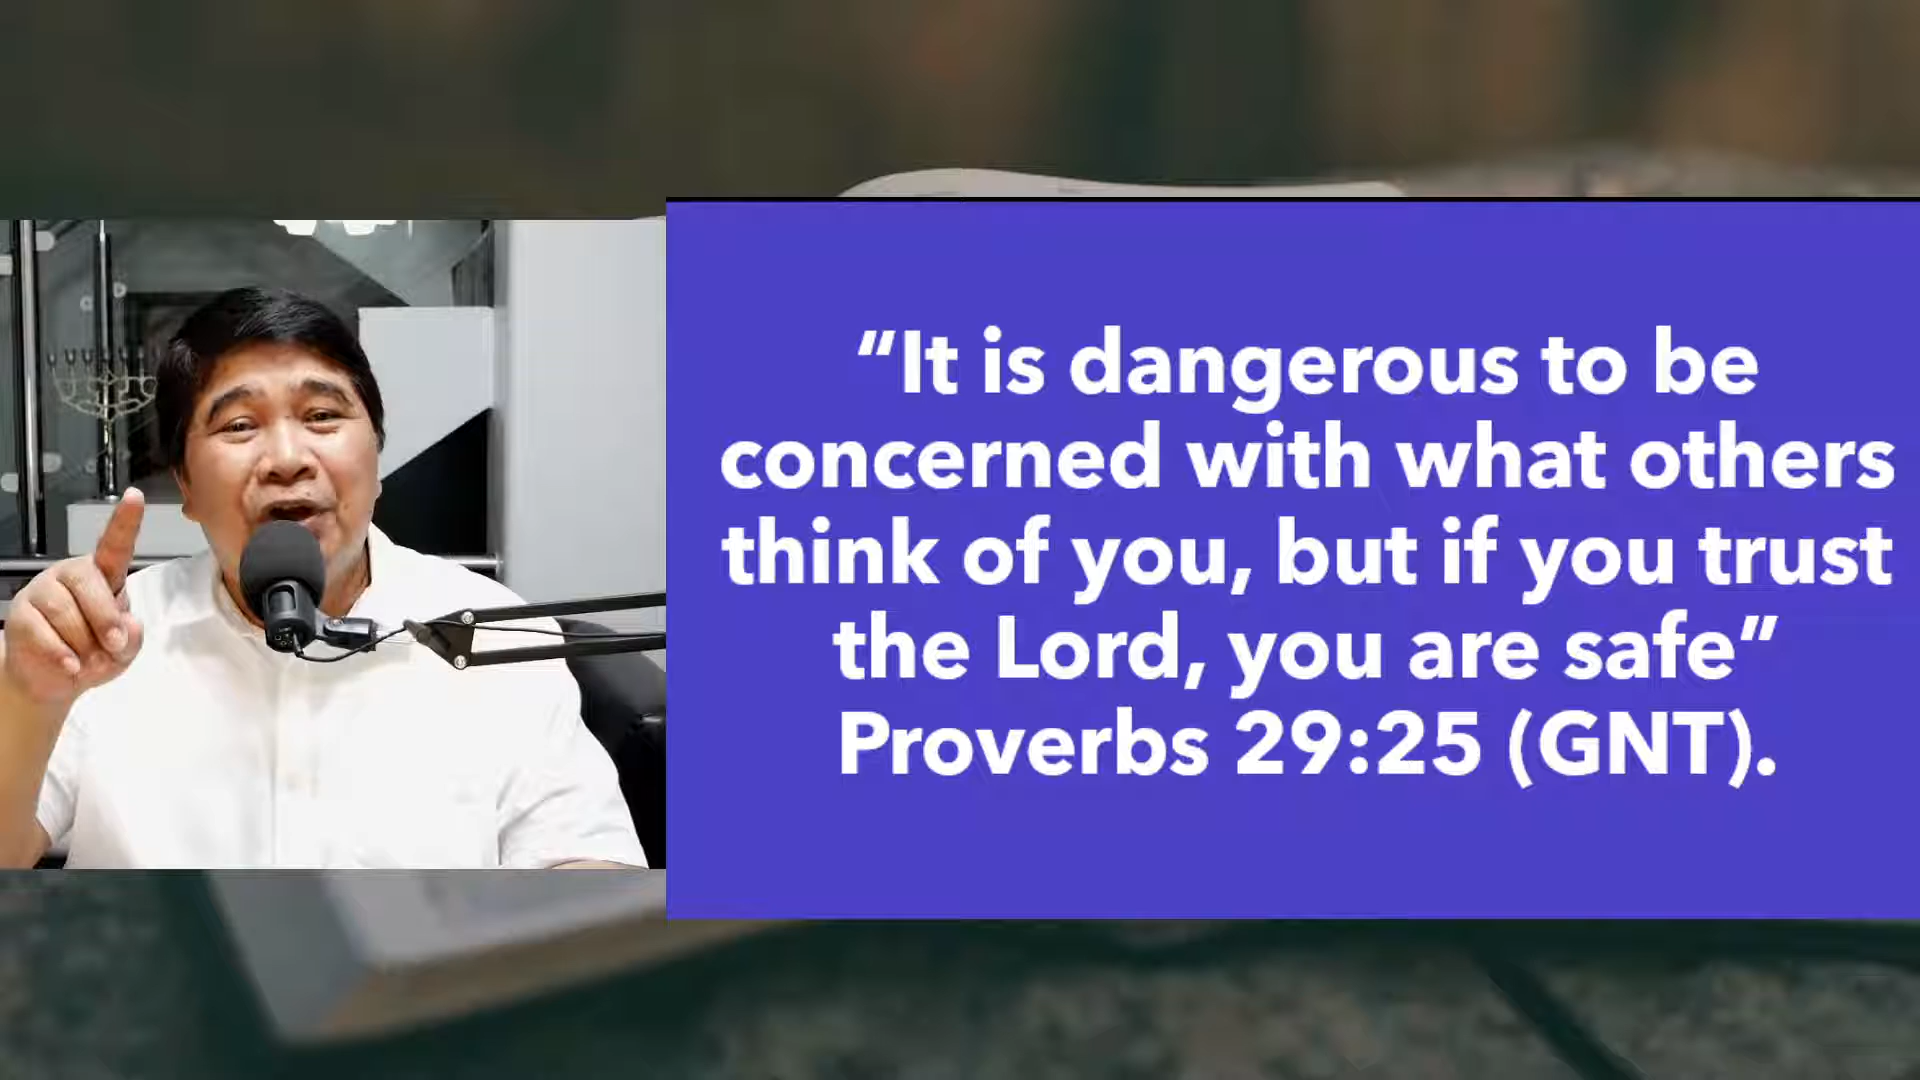 “It is dangerous to be
concerned with what others
think of you, but if you trust
the Lord, you are safe”
Proverbs 29:25 (GNT).